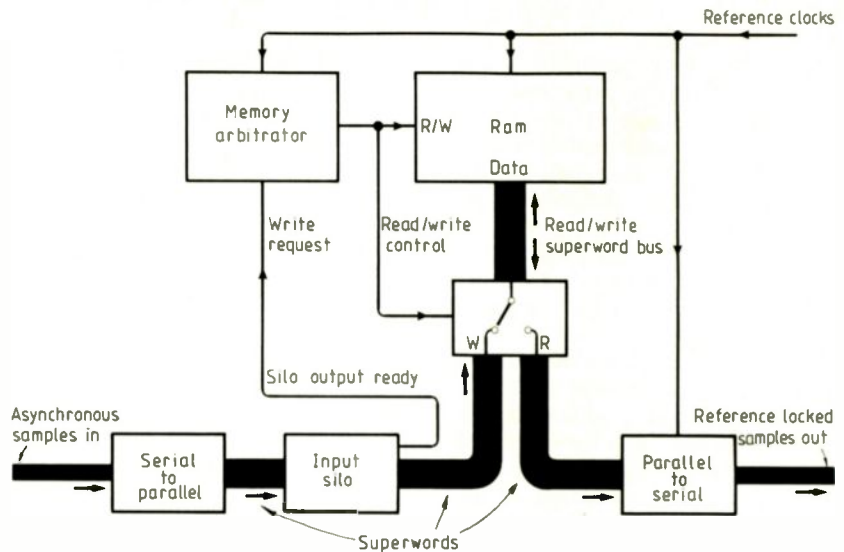 Reference clocks
Memory
arbitrator
R/W Ram
Data
Write
request
Read/write
control
Read/write
superword bus
W R
Silo output ready
Asynchronous
samples in
Reference locked
samples out
Serial
to
parallel
Input
silo
Parallel
to
serial
Superwords